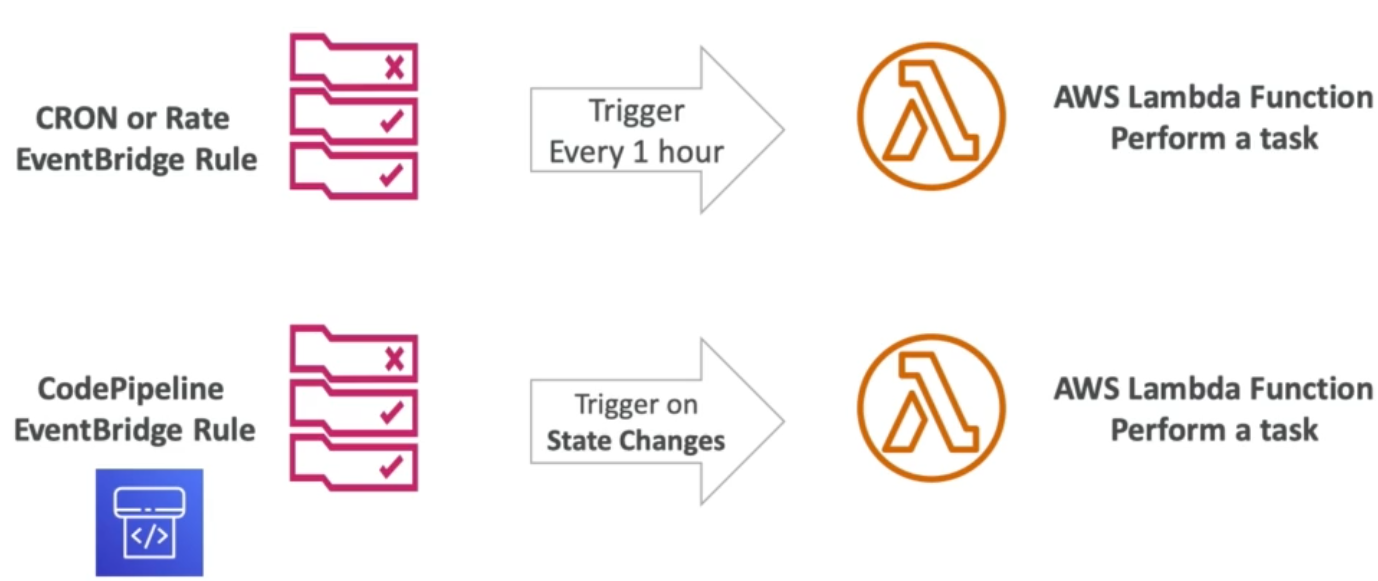 CRON or Rate
EventBridge Rule
Trigger
Every 1 hour
AWS Lambda Function
Perform a task
CodePipeline
EventBridge Rule
</>
Trigger on
State Changes
AWS Lambda Function
Perform a task